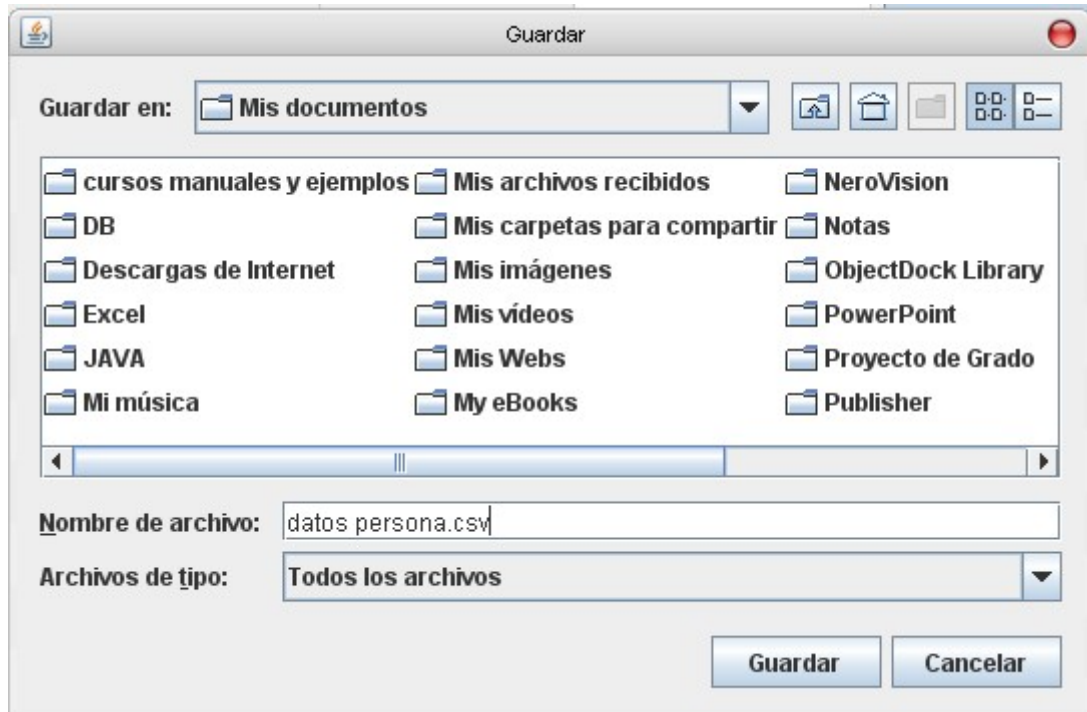 Guardar
Guardar en: Mis documentos
cursos manuales y ejemplos Mis archivos recibidos NeroVision
DB Mis carpetas para compartir Notas
Descargas de Internet Mis imágenes ObjectDock Library
Excel Mis vídeos PowerPoint
JAVA Mis Webs Proyecto de Grado
Mi música My eBooks Publisher
Nombre de archivo: datos persona.csv
Archivos de tipo: Todos los archivos
Guardar Cancelar